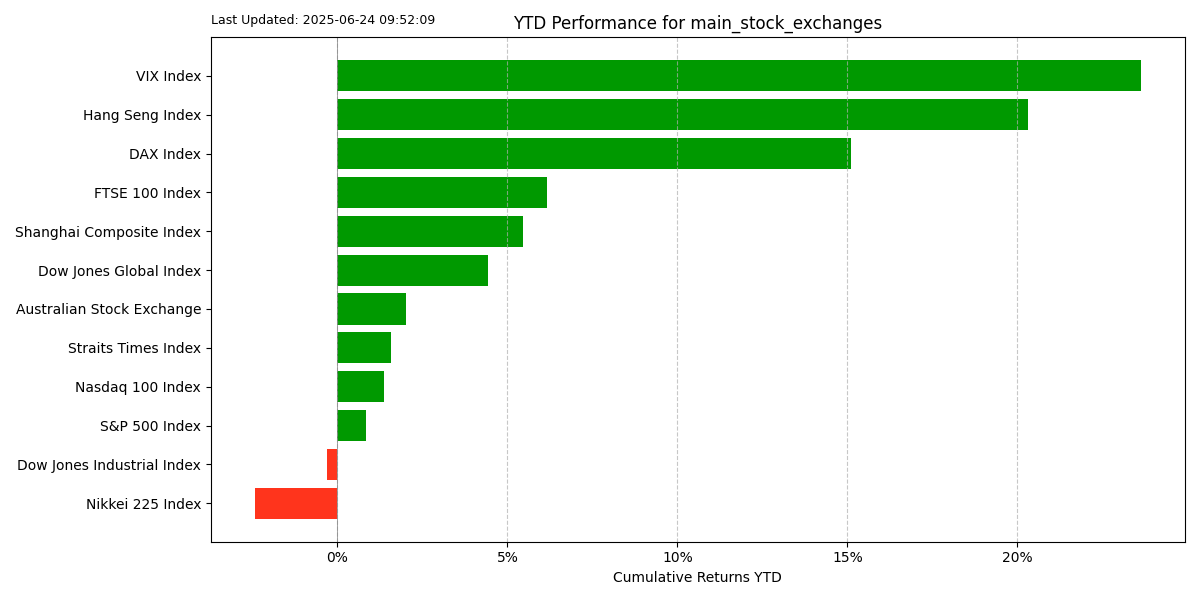 Last Updated: 2025-06-24 09:52:09
YTD Performance for main_stock_exchanges
VIX Index
Hang Seng Index
DAX Index
FTSE 100 Index
Shanghai Composite Index
Dow Jones Global Index
Australian Stock Exchange
Straits Times Index
Nasdaq 100 Index
S&P 500 Index
Dow Jones Industrial Index
Nikkei 225 Index
0% 5% 10% 15% 20%
Cumulative Returns YTD